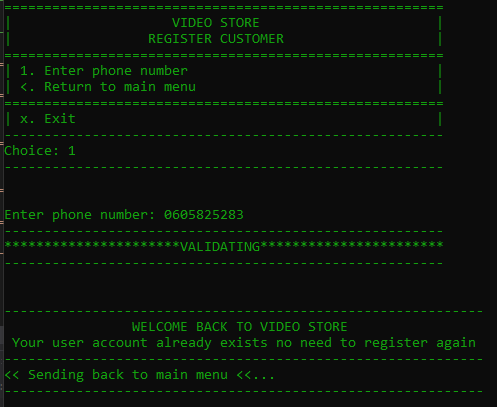 =======================================================
| VIDEO STORE |
| REGISTER CUSTOMER |
=======================================================
| 1. Enter phone number |
| <. Return to main menu |
=======================================================
| x. Exit |
-------------------------------------------------------
Choice: 1
-------------------------------------------------------
Enter phone number: 0605825283
-------------------------------------------------------
**********************VALIDATING***********************
-------------------------------------------------------
------------------------------------------------------------
WELCOME BACK TO VIDEO STORE
Your user account already exists no need to register again
------------------------------------------------------------
<< Sending back to main menu <<...
------------------------------------------------------------